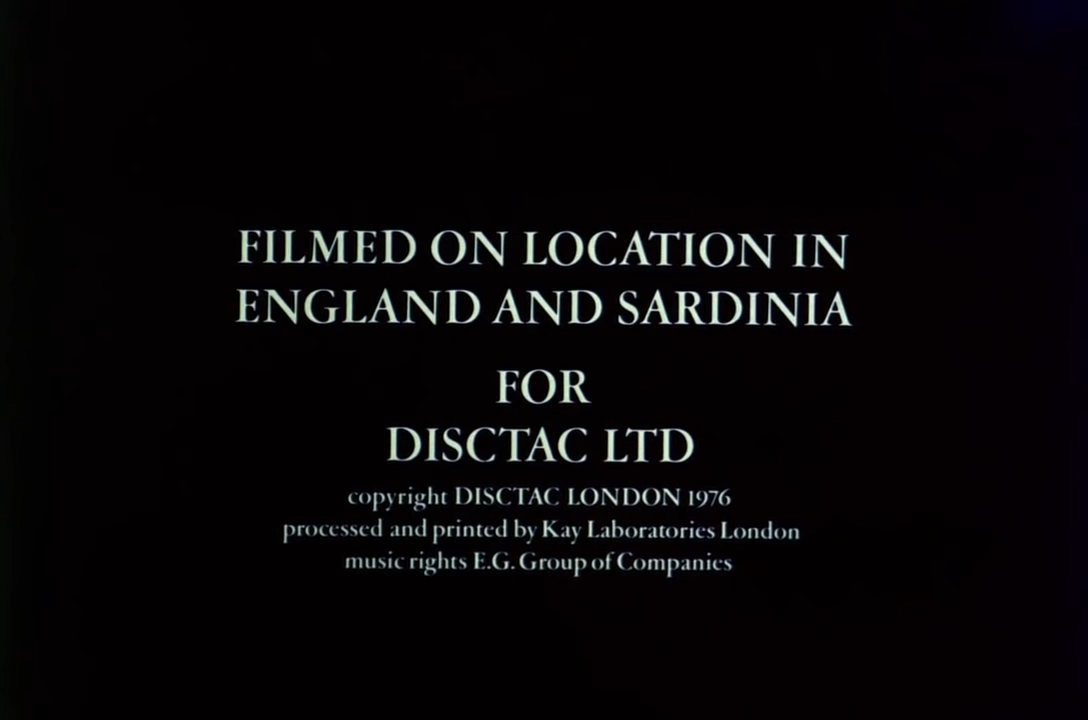 FILMED ON LOCATION IN
ENGLAND AND SARDINIA
FOR
DISCTAC LTD
copyright DISCTAC LONDON 1976
processed and printed by Kay Laboratories London
music rights E.G. Group of Companies